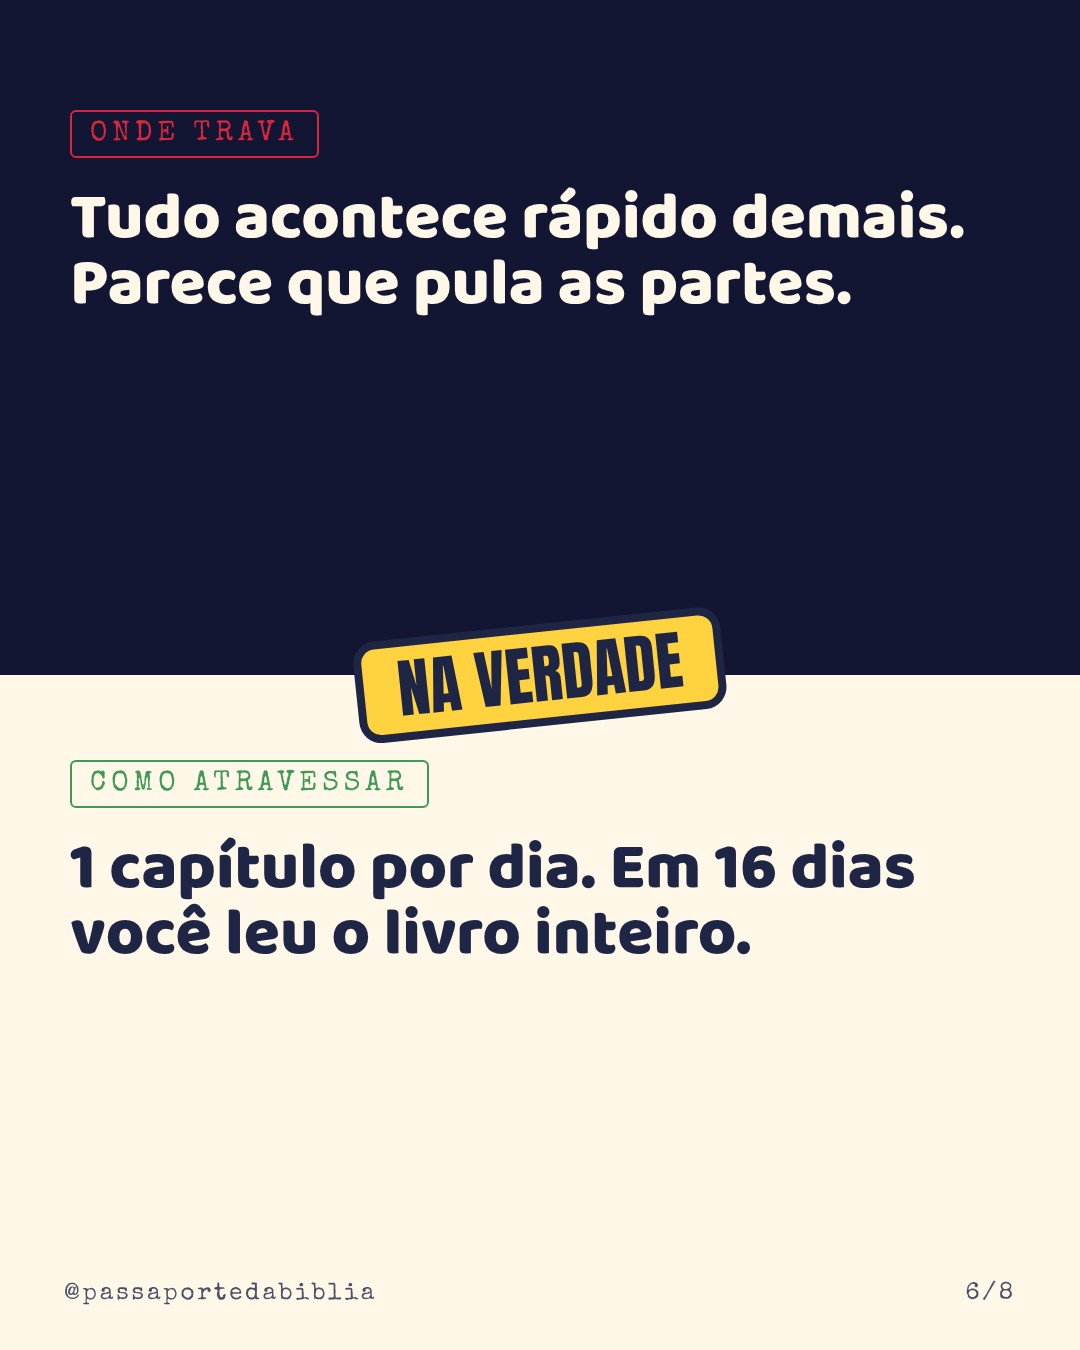 ONDE TRAVA
Tudo acontece rápido demais.
Parece que pula as partes.
NA VERDADE
COMO ATRAVESSAR
1 capítulo por dia. Em 16 dias
você leu o livro inteiro.
@passaportedabiblia
6/8